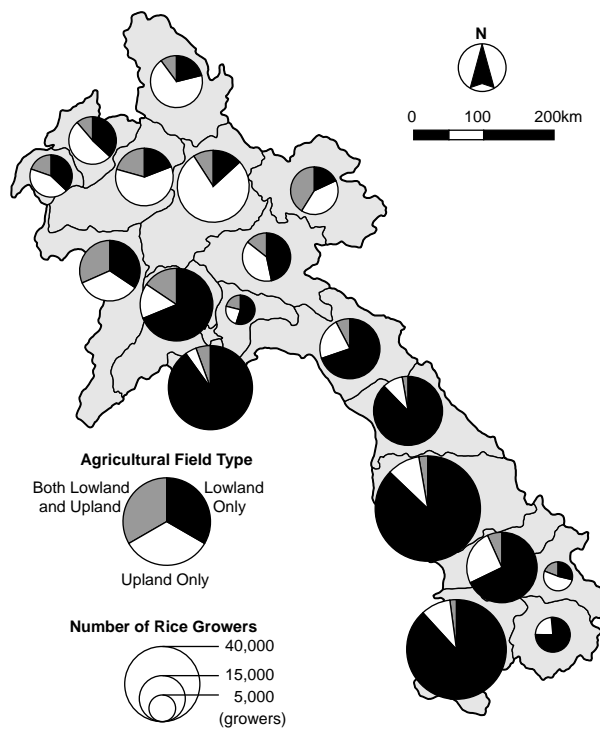 N
0 100 200km
Agricultural Field Type
Both Lowland
and Upland
Lowland
Only
Upland Only
Number of Rice Growers
40,000
15,000
5,000
(growers)